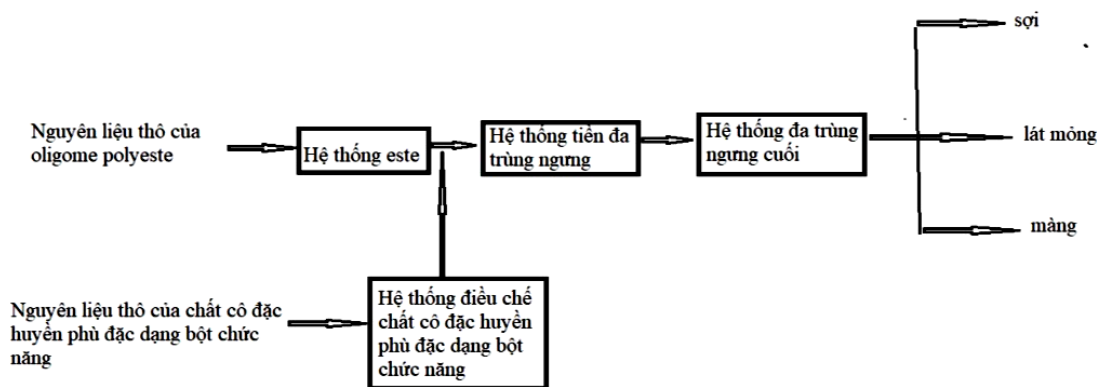 sợi
Nguyên liệu thô của
oligome polyeste
Hệ thống este
Hệ thống tiền đa
trùng ngưng
Hệ thống đa trùng
ngưng cuối
lát mỏng
màng
Nguyên liệu thô của chất cô đặc
huyền phù đặc dạng bột chức
năng
Hệ thống điều chế
chất cô đặc huyền
phù đặc dạng bột
chức năng